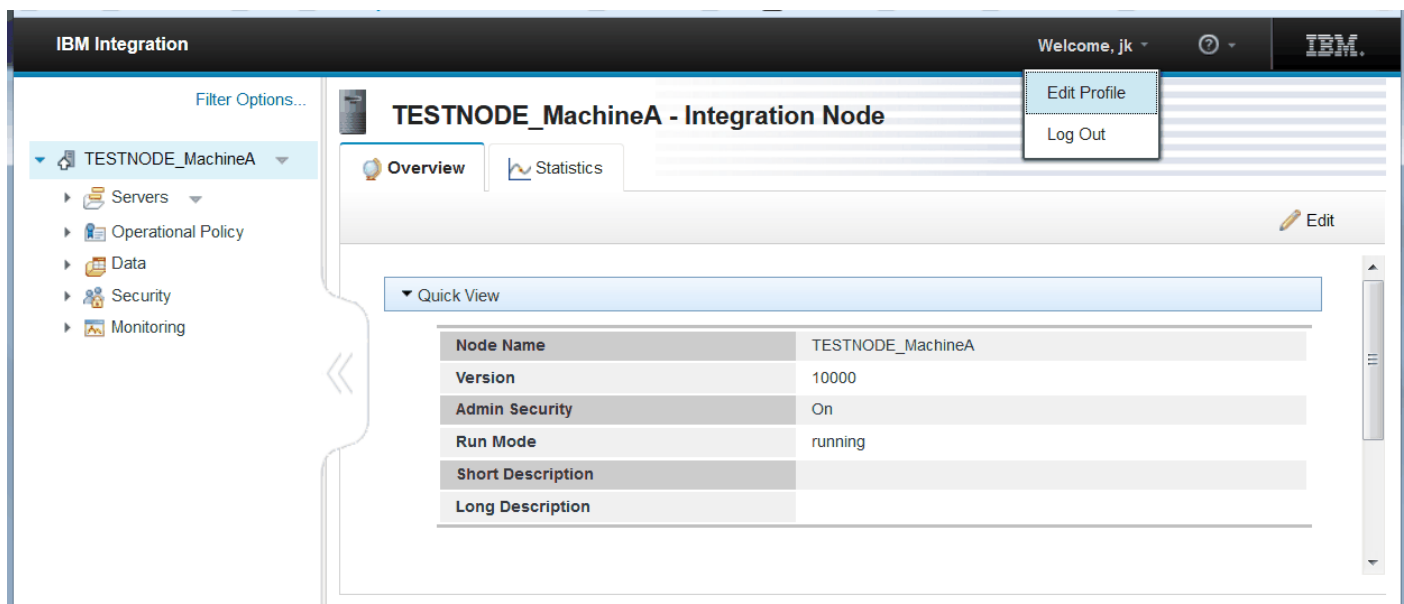 IBM Integration
Welcome, jk
IBM.
Edit Profile
Log Out
Filter Options...
TESTNODE_MachineA
Servers
Operational Policy
Data
Security
Monitoring
TESTNODE_MachineA - Integration Node
Overview
Statistics
Edit
Quick View
Node Name TESTNODE_MachineA
Version 10000
Admin Security On
Run Mode running
Short Description
Long Description